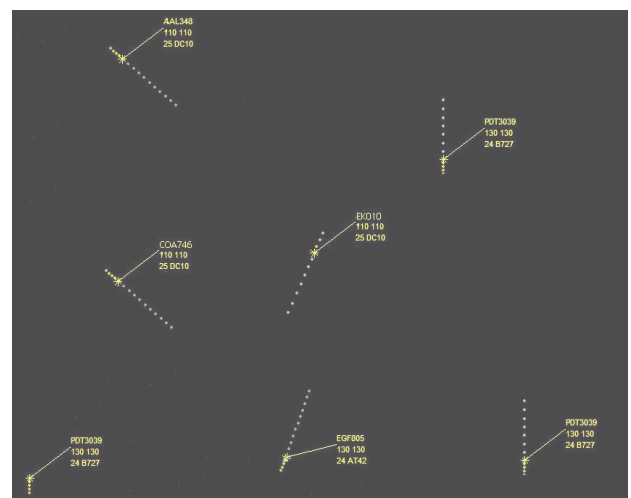 AAL348
110 110
25 DC10
PDT3039
130 130
24 B727
EK010
110 110
25 DC10
COA746
110 110
25 DC10
EGF805
130 130
24 AT42
PDT3039
130 130
24 B727
PDT3039
130 130
24 B727